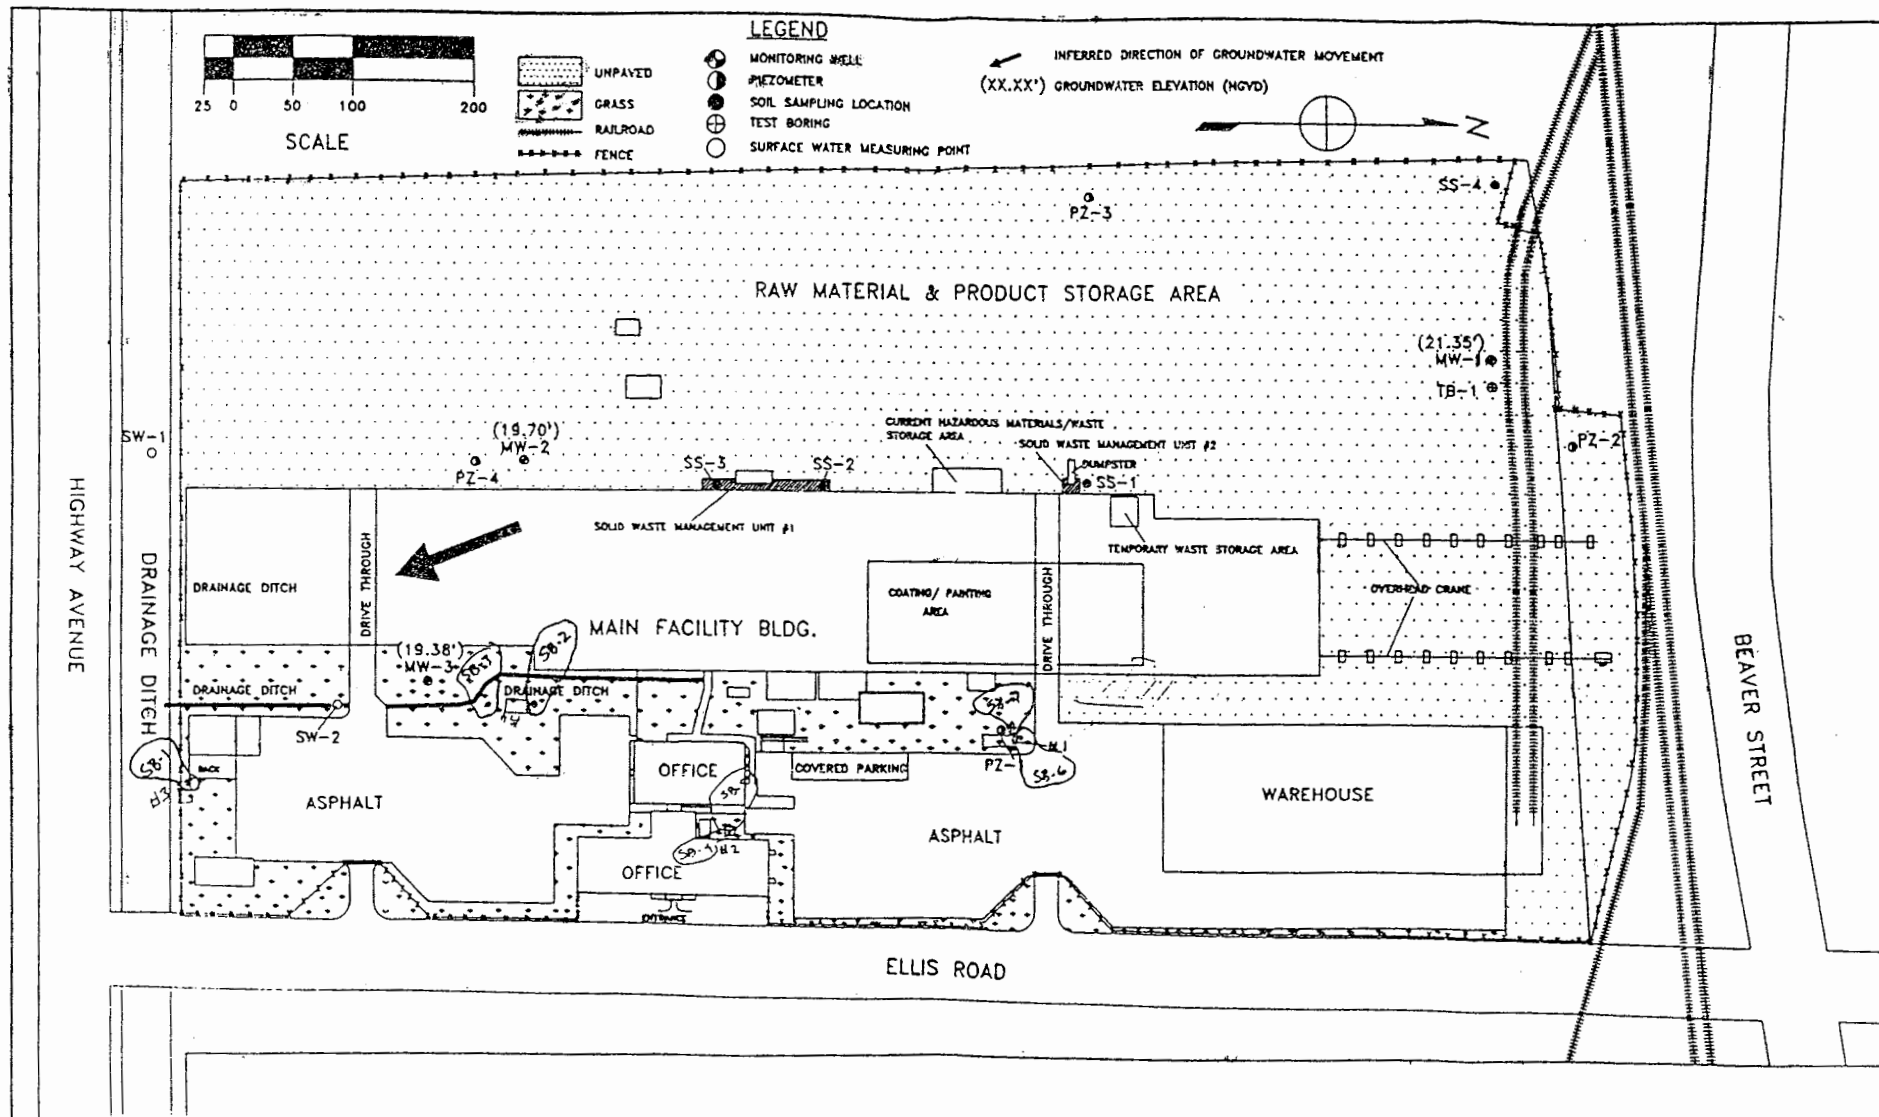 LEGEND
25 0 50 100 200
SCALE
UNPAVED
GRASS
RAILROAD
FENCE
MONITORING WELL
PIEZOMETER
SOIL SAMPLING LOCATION
TEST BORING
SURFACE WATER MEASURING POINT
INFERRED DIRECTION OF GROUNDWATER MOVEMENT
(XX.XX') GROUNDWATER ELEVATION (NGVD)
N
SS-4
PZ-3
RAW MATERIAL & PRODUCT STORAGE AREA
(21.35')
MW-1
TB-1
PZ-2
SW-1
(19.70')
MW-2
PZ-4
CURRENT HAZARDOUS MATERIALS/WASTE
STORAGE AREA
SOLID WASTE MANAGEMENT UNIT #2
DUMPSTER
SS-3
SS-2
SS-1
SOLID WASTE MANAGEMENT UNIT #1
TEMPORARY WASTE STORAGE AREA
HIGHWAY AVENUE
DRAINAGE DITCH
DRAINAGE DITCH
DRIVE THROUGH
COATING/ PAINTING
AREA
DRIVE THROUGH
OVERHEAD CRANE
MAIN FACILITY BLDG.
SB-2
(19.38')
MW-3
DRAINAGE DITCH
DRAINAGE DITCH
SW-2
SB-1
#3
BACK
ASPHALT
OFFICE
COVERED PARKING
PZ-
#1
SB-6
SB-4
#2
OFFICE
ENTRANCE
ASPHALT
WAREHOUSE
BEAVER STREET
ELLIS ROAD